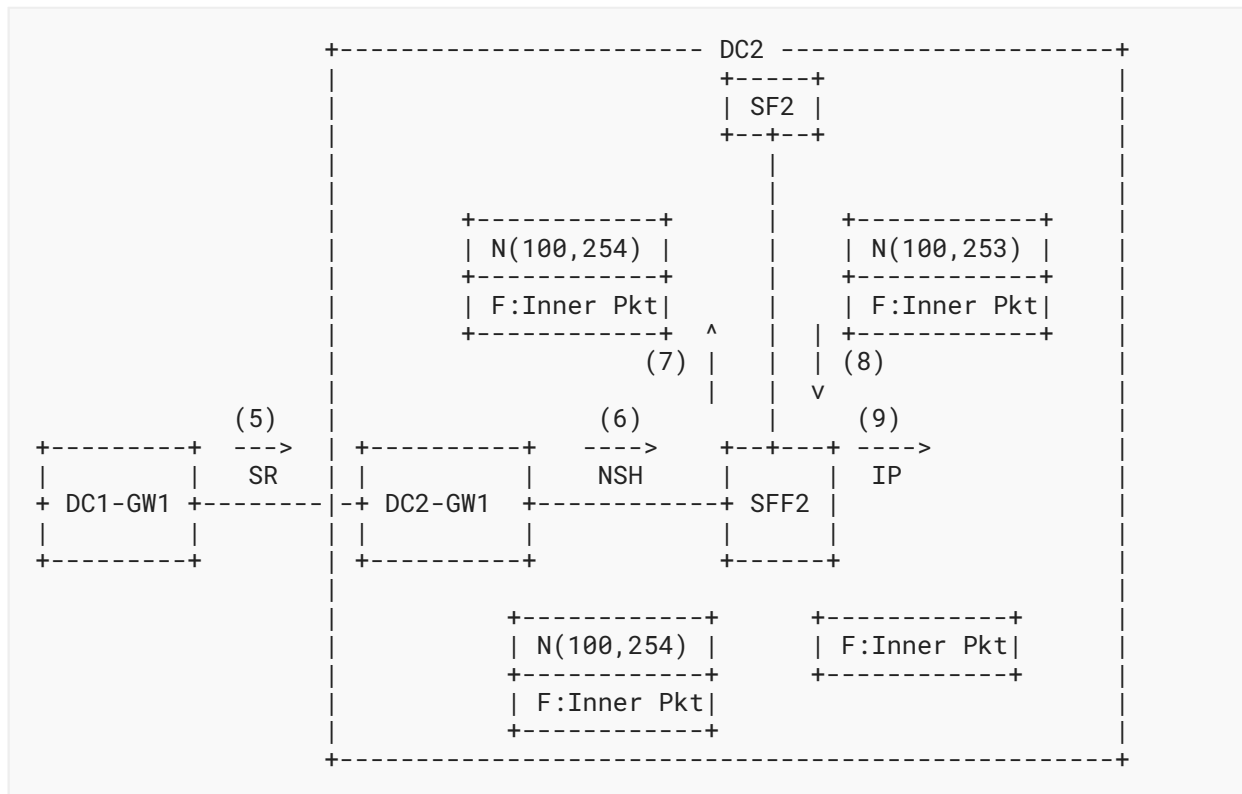 DC2
SF2
N(100,254) N(100,253)
F:Inner Pkt F:Inner Pkt
(7) (8)
(5) (6) (9)
SR NSH IP
DC1-GW1 DC2-GW1 SFF2
N(100,254) F:Inner Pkt
F:Inner Pkt